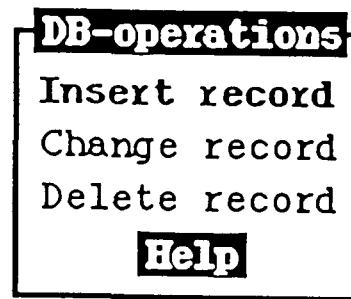 DB-operations
Insert record
Change record
Delete record
Help